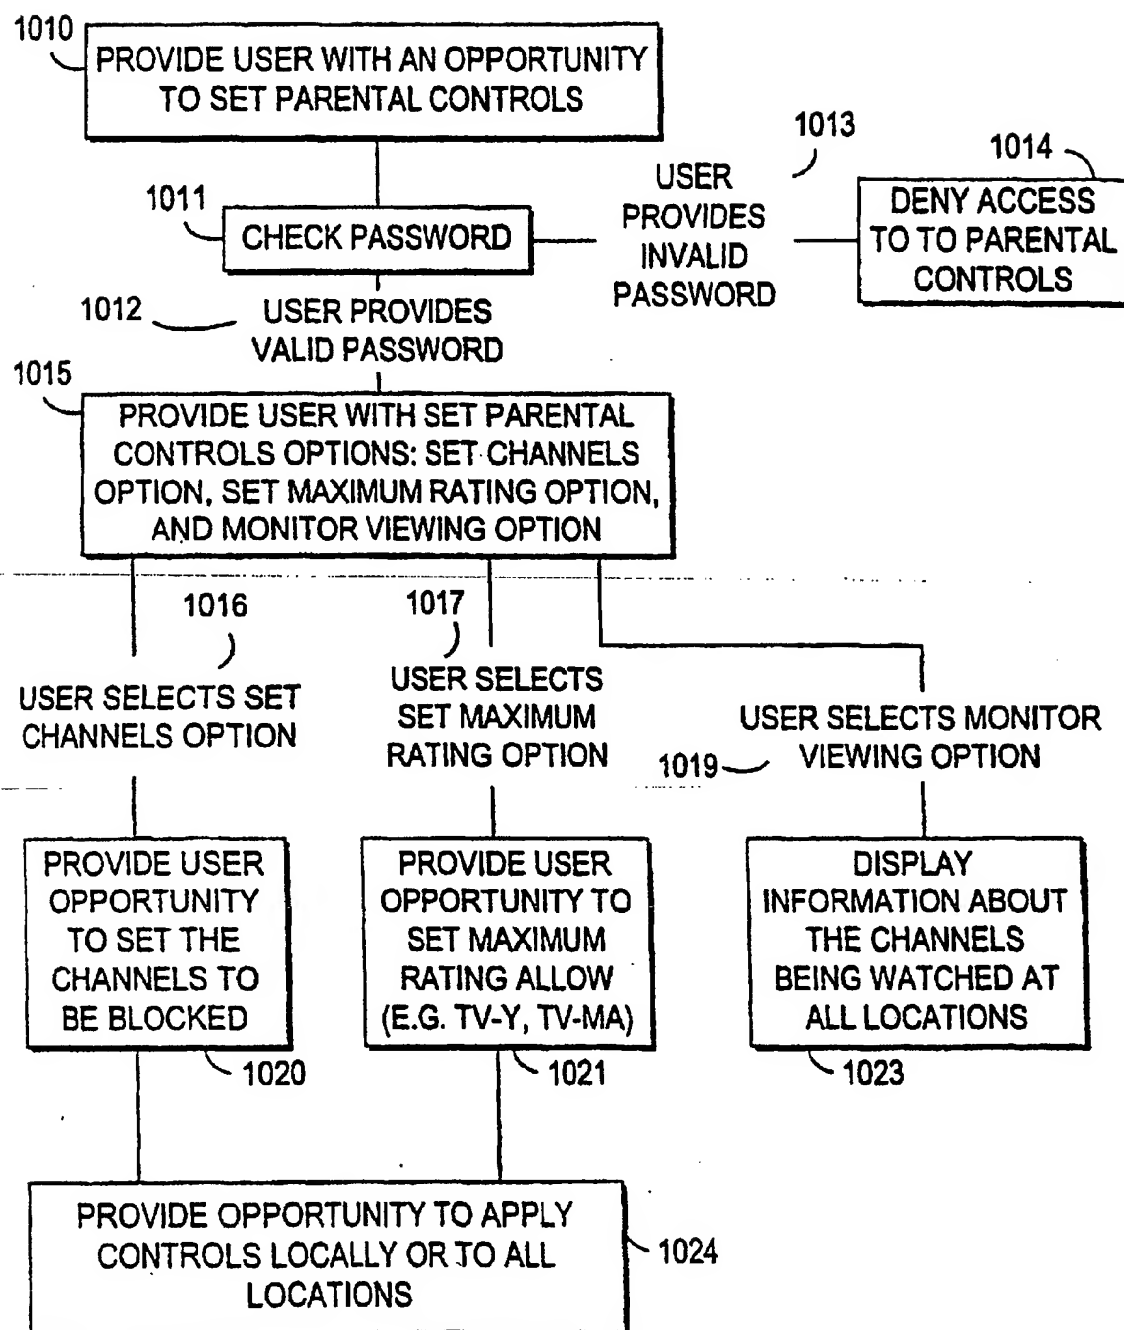 1010
PROVIDE USER WITH AN OPPORTUNITY
TO SET PARENTAL CONTROLS
1011
CHECK PASSWORD
1013
USER
PROVIDES
INVALID
PASSWORD
1014
DENY ACCESS
TO TO PARENTAL
CONTROLS
1012
USER PROVIDES
VALID PASSWORD
1015
PROVIDE USER WITH SET PARENTAL
CONTROLS OPTIONS: SET CHANNELS
OPTION, SET MAXIMUM RATING OPTION,
AND MONITOR VIEWING OPTION
1016
USER SELECTS SET
CHANNELS OPTION
1017
USER SELECTS
SET MAXIMUM
RATING OPTION
USER SELECTS MONITOR
VIEWING OPTION
1019
PROVIDE USER
OPPORTUNITY
TO SET THE
CHANNELS TO
BE BLOCKED
1020
PROVIDE USER
OPPORTUNITY TO
SET MAXIMUM
RATING ALLOW
(E.G. TV-Y, TV-MA)
1021
DISPLAY
INFORMATION ABOUT
THE CHANNELS
BEING WATCHED AT
ALL LOCATIONS
1023
PROVIDE OPPORTUNITY TO APPLY
CONTROLS LOCALLY OR TO ALL
LOCATIONS
1024